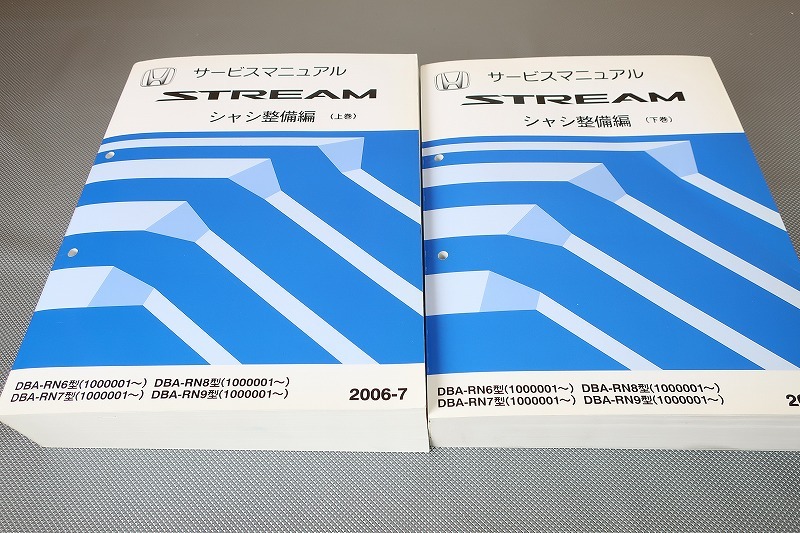 サービスマニュアル
STREAM
シャシ整備編 (上巻)
DBA-RN6型(1000001～) DBA-RN8型(1000001～)
DBA-RN7型(1000001～) DBA-RN9型(1000001～)
2006-7
サービスマニュアル
STREAM
シャシ整備編 (下巻)
DBA-RN6型(1000001～) DBA-RN8型(1000001～)
DBA-RN7型(1000001～) DBA-RN9型(1000001～)
20